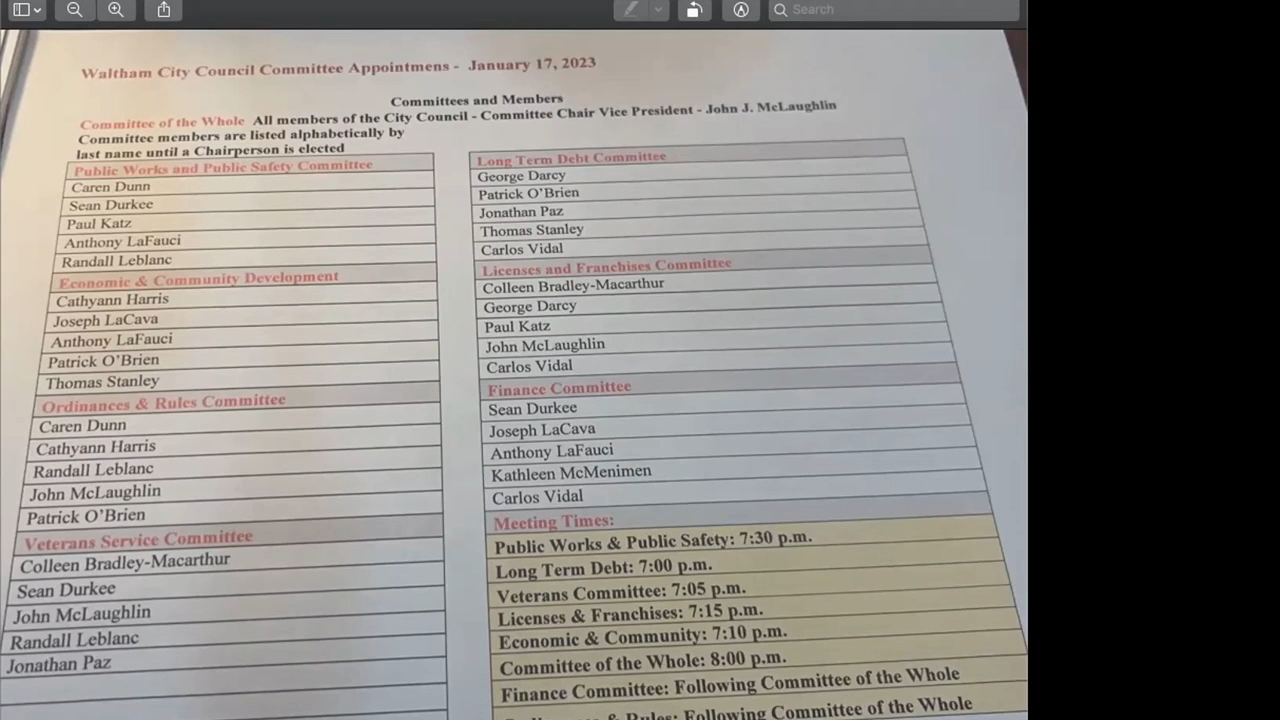 Search
Waltham City Council Committee Appointmens - January 17, 2023
Committees and Members
Committee of the Whole All members of the City Council - Committee Chair Vice President - John J. McLaughlin
Committee members are listed alphabetically by
last name until a Chairperson is elected
Public Works and Public Safety Committee
Caren Dunn
Sean Durkee
Paul Katz
Anthony LaFauci
Randall Leblanc
Economic & Community Development
Cathyann Harris
Joseph LaCava
Anthony LaFauci
Patrick O'Brien
Thomas Stanley
Ordinances & Rules Committee
Caren Dunn
Cathyann Harris
Randall Leblanc
John McLaughlin
Patrick O'Brien
Veterans Service Committee
Colleen Bradley-Macarthur
Sean Durkee
John McLaughlin
Randall Leblanc
Jonathan Paz
Long Term Debt Committee
George Darcy
Patrick O'Brien
Jonathan Paz
Thomas Stanley
Carlos Vidal
Licenses and Franchises Committee
Colleen Bradley-Macarthur
George Darcy
Paul Katz
John McLaughlin
Carlos Vidal
Finance Committee
Sean Durkee
Joseph LaCava
Anthony LaFauci
Kathleen McMenimen
Carlos Vidal
Meeting Times:
Public Works & Public Safety: 7:30 p.m.
Long Term Debt: 7:00 p.m.
Veterans Committee: 7:05 p.m.
Licenses & Franchises: 7:15 p.m.
Economic & Community: 7:10 p.m.
Committee of the Whole: 8:00 p.m.
Finance Committee: Following Committee of the Whole
& Rules: Following Committee of the Whole